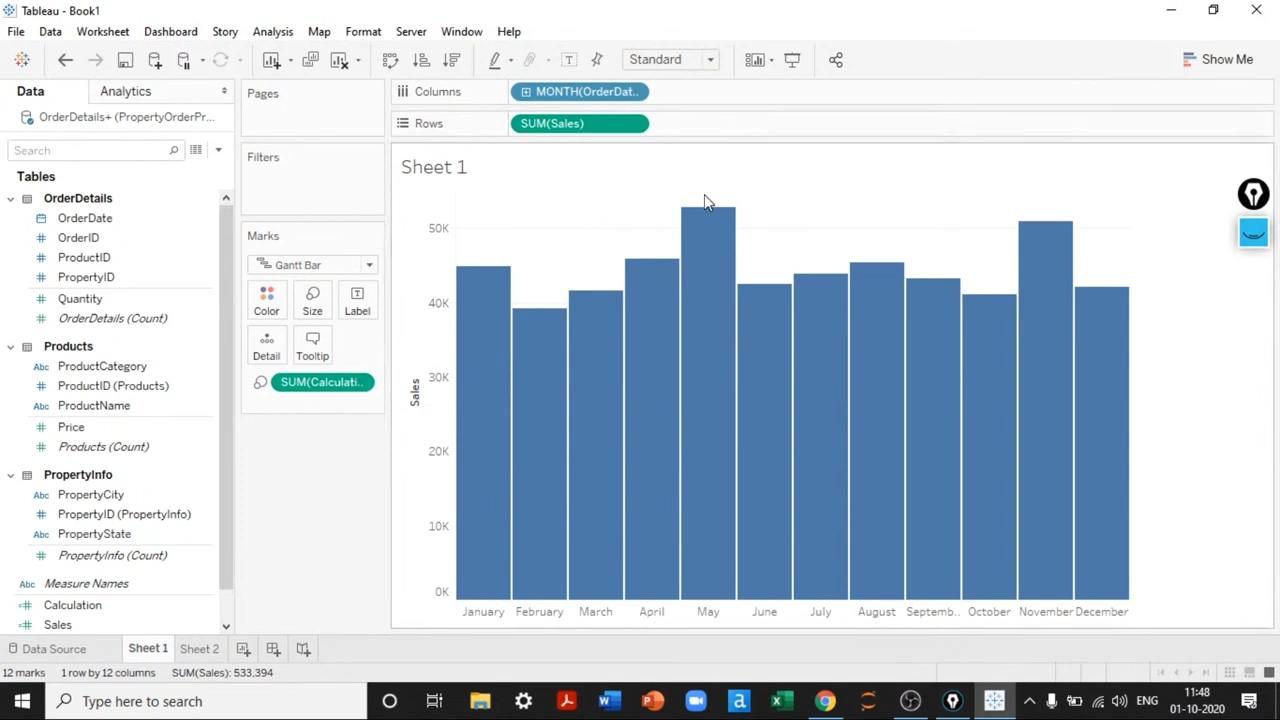 Tableau - Book1
File Data Worksheet Dashboard Story Analysis Map Format Server Window Help
Standard
Show Me
Data Analytics
OrderDetails+ (PropertyOrderPr...
Search
Tables
OrderDetails
OrderDate
OrderID
ProductID
PropertyID
Quantity
OrderDetails (Count)
Products
Abc ProductCategory
ProductID (Products)
Abc ProductName
Price
Products (Count)
PropertyInfo
Abc PropertyCity
PropertyID (PropertyInfo)
Abc PropertyState
PropertyInfo (Count)
Abc Measure Names
Calculation
Sales
Pages
Filters
Marks
Gantt Bar
Color Size Label
Detail Tooltip
SUM(Calculati..
Columns MONTH(OrderDat..
Rows SUM(Sales)
Sheet 1
50K
40K
30K
20K
10K
0K
Sales
January February March April May June July August Septemb.. October November December
Data Source Sheet 1 Sheet 2
12 marks 1 row by 12 columns SUM(Sales): 533,394
Type here to search
ENG
11:48
01-10-2020